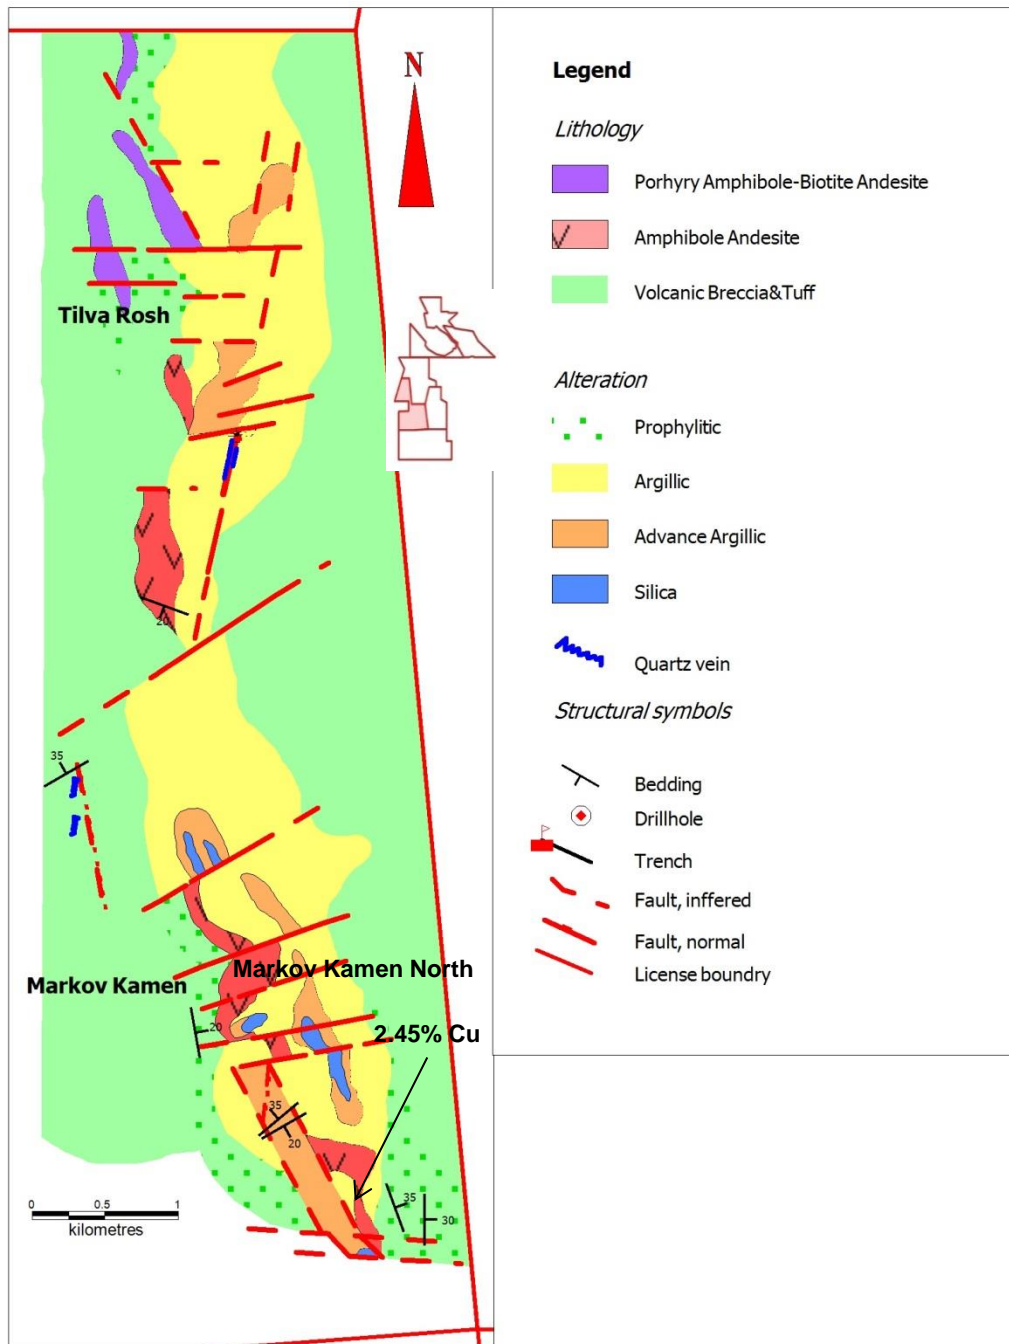 N
Tilva Rosh
20
35
Markov Kamen
Markov Kamen North
20
2.45% Cu
35
20
35
30
0 0.5 1
kilometres
Legend
Lithology
Porhyry Amphibole-Biotite Andesite
Amphibole Andesite
Volcanic Breccia&Tuff
Alteration
Prophylitic
Argillic
Advance Argillic
Silica
Quartz vein
Structural symbols
Bedding
Drillhole
Trench
Fault, inffered
Fault, normal
License boundry